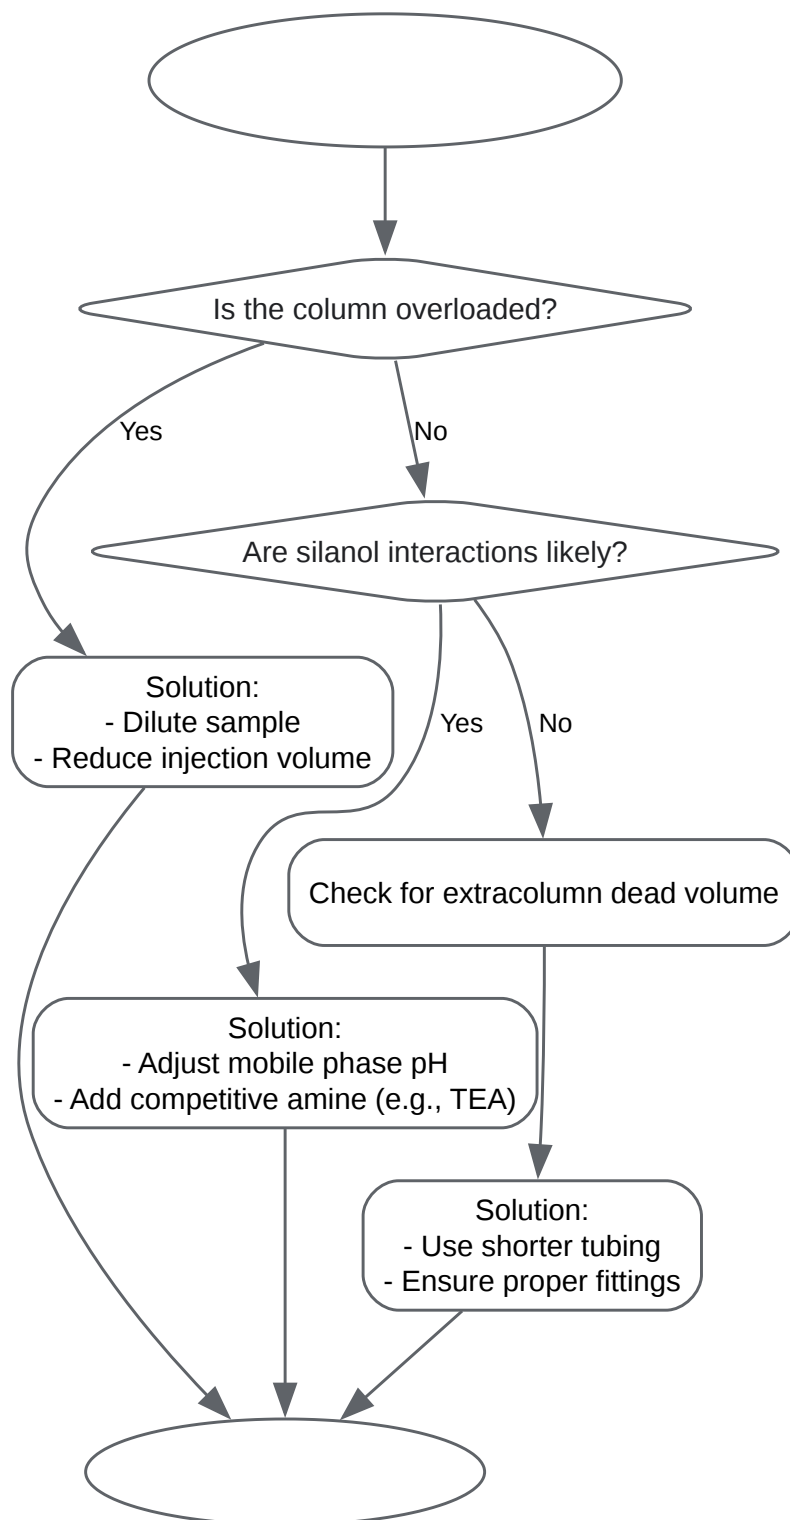 Is the column overloaded?
Yes
No
Are silanol interactions likely?
Solution:
- Dilute sample
- Reduce injection volume
Yes
No
Check for extracolumn dead volume
Solution:
- Adjust mobile phase pH
- Add competitive amine (e.g., TEA)
Solution:
- Use shorter tubing
- Ensure proper fittings